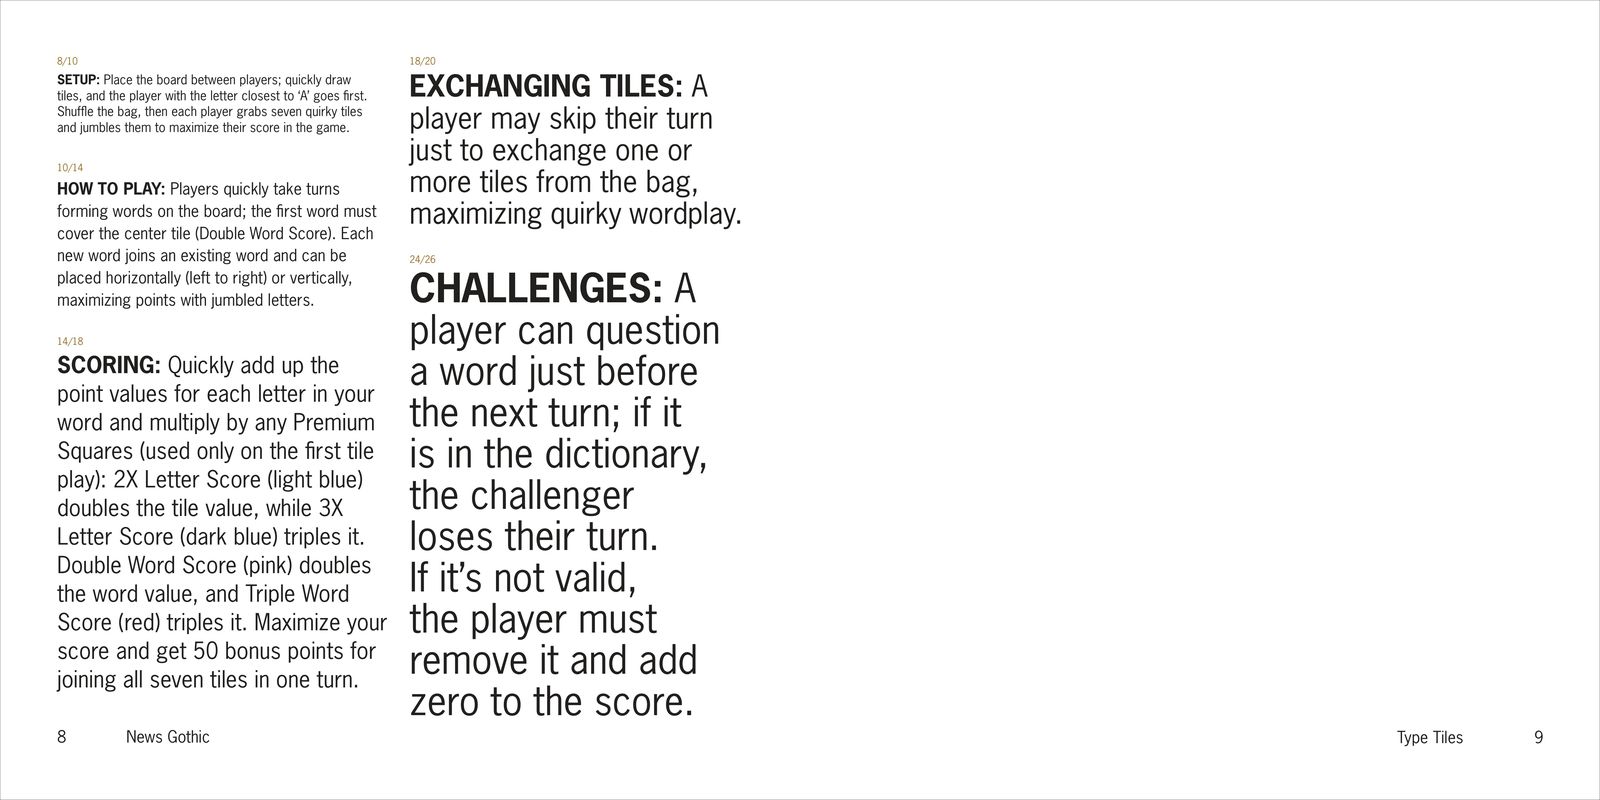 8/10
SETUP: Place the board between players; quickly draw
tiles, and the player with the letter closest to ‘A’ goes first.
Shuffle the bag, then each player grabs seven quirky tiles
and jumbles them to maximize their score in the game.
10/14
HOW TO PLAY: Players quickly take turns
forming words on the board; the first word must
cover the center tile (Double Word Score). Each
new word joins an existing word and can be
placed horizontally (left to right) or vertically,
maximizing points with jumbled letters.
14/18
SCORING: Quickly add up the
point values for each letter in your
word and multiply by any Premium
Squares (used only on the first tile
play): 2X Letter Score (light blue)
doubles the tile value, while 3X
Letter Score (dark blue) triples it.
Double Word Score (pink) doubles
the word value, and Triple Word
Score (red) triples it. Maximize your
score and get 50 bonus points for
joining all seven tiles in one turn.
18/20
EXCHANGING TILES: A
player may skip their turn
just to exchange one or
more tiles from the bag,
maximizing quirky wordplay.
24/26
CHALLENGES: A
player can question
a word just before
the next turn; if it
is in the dictionary,
the challenger
loses their turn.
If it’s not valid,
the player must
remove it and add
zero to the score.
8 News Gothic
Type Tiles 9